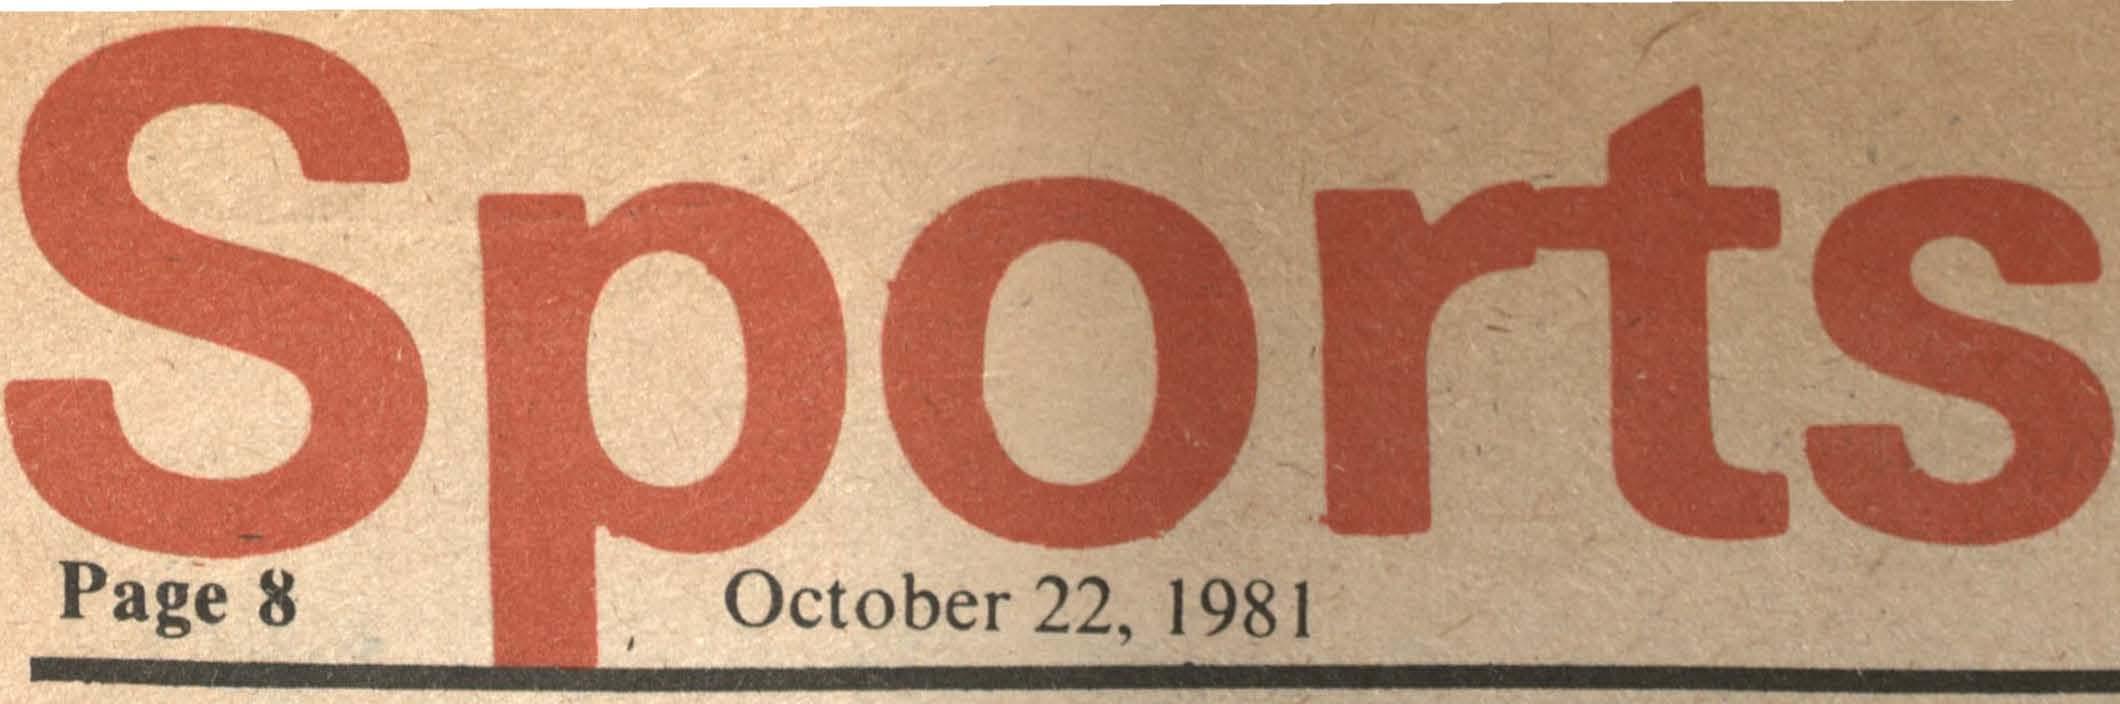 Sports
Page 8 October 22, 1981